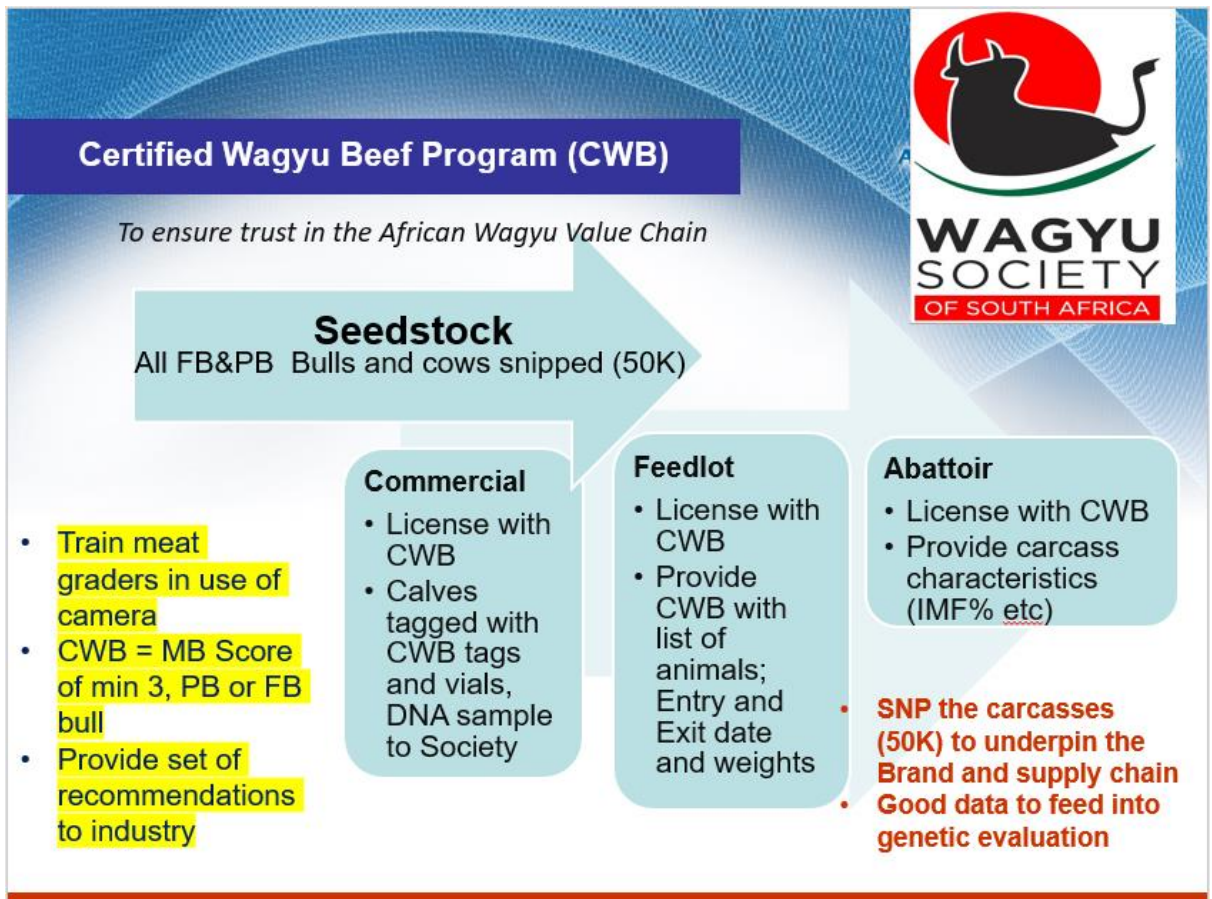 Certified Wagyu Beef Program (CWB)
To ensure trust in the African Wagyu Value Chain
WAGYU
SOCIETY
OF SOUTH AFRICA
Seedstock
All FB&PB Bulls and cows snipped (50K)
• Train meat
graders in use of
camera
• CWB = MB Score
of min 3, PB or FB
bull
• Provide set of
recommendations
to industry
Commercial
• License with
CWB
• Calves
tagged with
CWB tags
and vials,
DNA sample
to Society
Feedlot
• License with
CWB
• Provide
CWB with
list of
animals;
Entry and
Exit date
and weights
Abattoir
• License with CWB
• Provide carcass
characteristics
(IMF% etc)
• SNP the carcasses
(50K) to underpin the
Brand and supply chain
• Good data to feed into
genetic evaluation